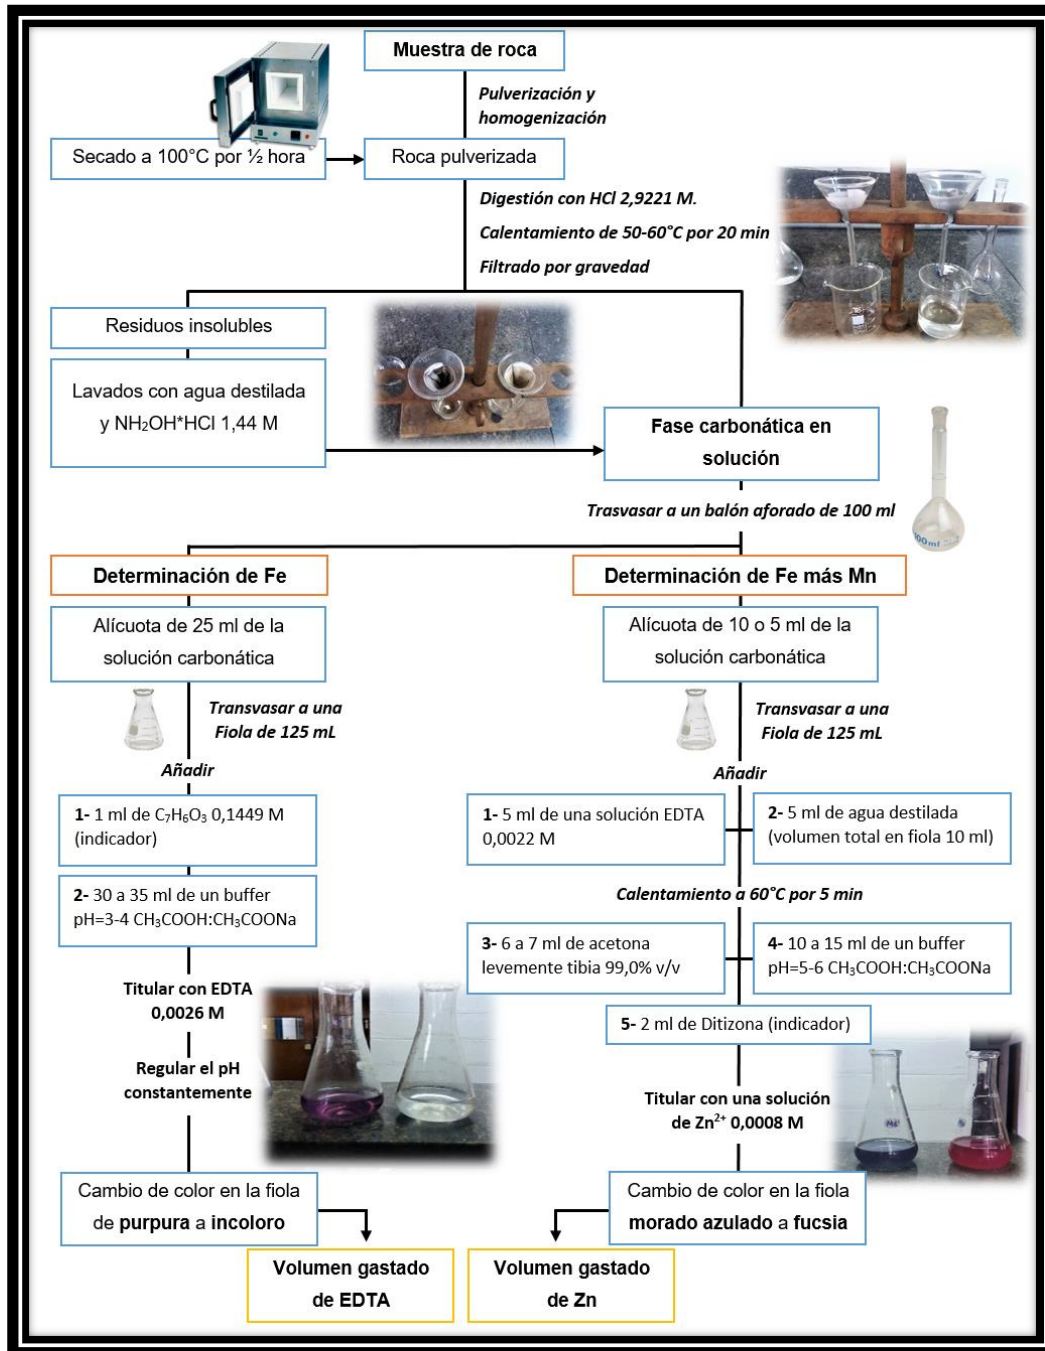 Muestra de roca
Pulverización y
homogenización
Secado a 100°C por ½ hora
Roca pulverizada
Digestión con HCl 2,9221 M.
Calentamiento de 50-60°C por 20 min
Filtrado por gravedad
Residuos insolubles
Lavados con agua destilada
y NH₂OH*HCl 1,44 M
Fase carbonática en
solución
Trasvasar a un balón aforado de 100 ml
Determinación de Fe
Alícuota de 25 ml de la
solución carbonática
Transvasar a una
Fiola de 125 mL
Añadir
1- 1 ml de C₇H₆O₃ 0,1449 M
(indicador)
2- 30 a 35 ml de un buffer
pH=3-4 CH₃COOH:CH₃COONa
Titular con EDTA
0,0026 M
Regular el pH
constantemente
Cambio de color en la fiola
de purpura a incoloro
Volumen gastado
de EDTA
Determinación de Fe más Mn
Alícuota de 10 o 5 ml de la
solución carbonática
Transvasar a una
Fiola de 125 mL
Añadir
1- 5 ml de una solución EDTA
0,0022 M
2- 5 ml de agua destilada
(volumen total en fiola 10 ml)
Calentamiento a 60°C por 5 min
3- 6 a 7 ml de acetona
levemente tibia 99,0% v/v
4- 10 a 15 ml de un buffer
pH=5-6 CH₃COOH:CH₃COONa
5- 2 ml de Ditizona (indicador)
Titular con una solución
de Zn²⁺ 0,0008 M
Cambio de color en la fiola
morado azulado a fucsia
Volumen gastado
de Zn